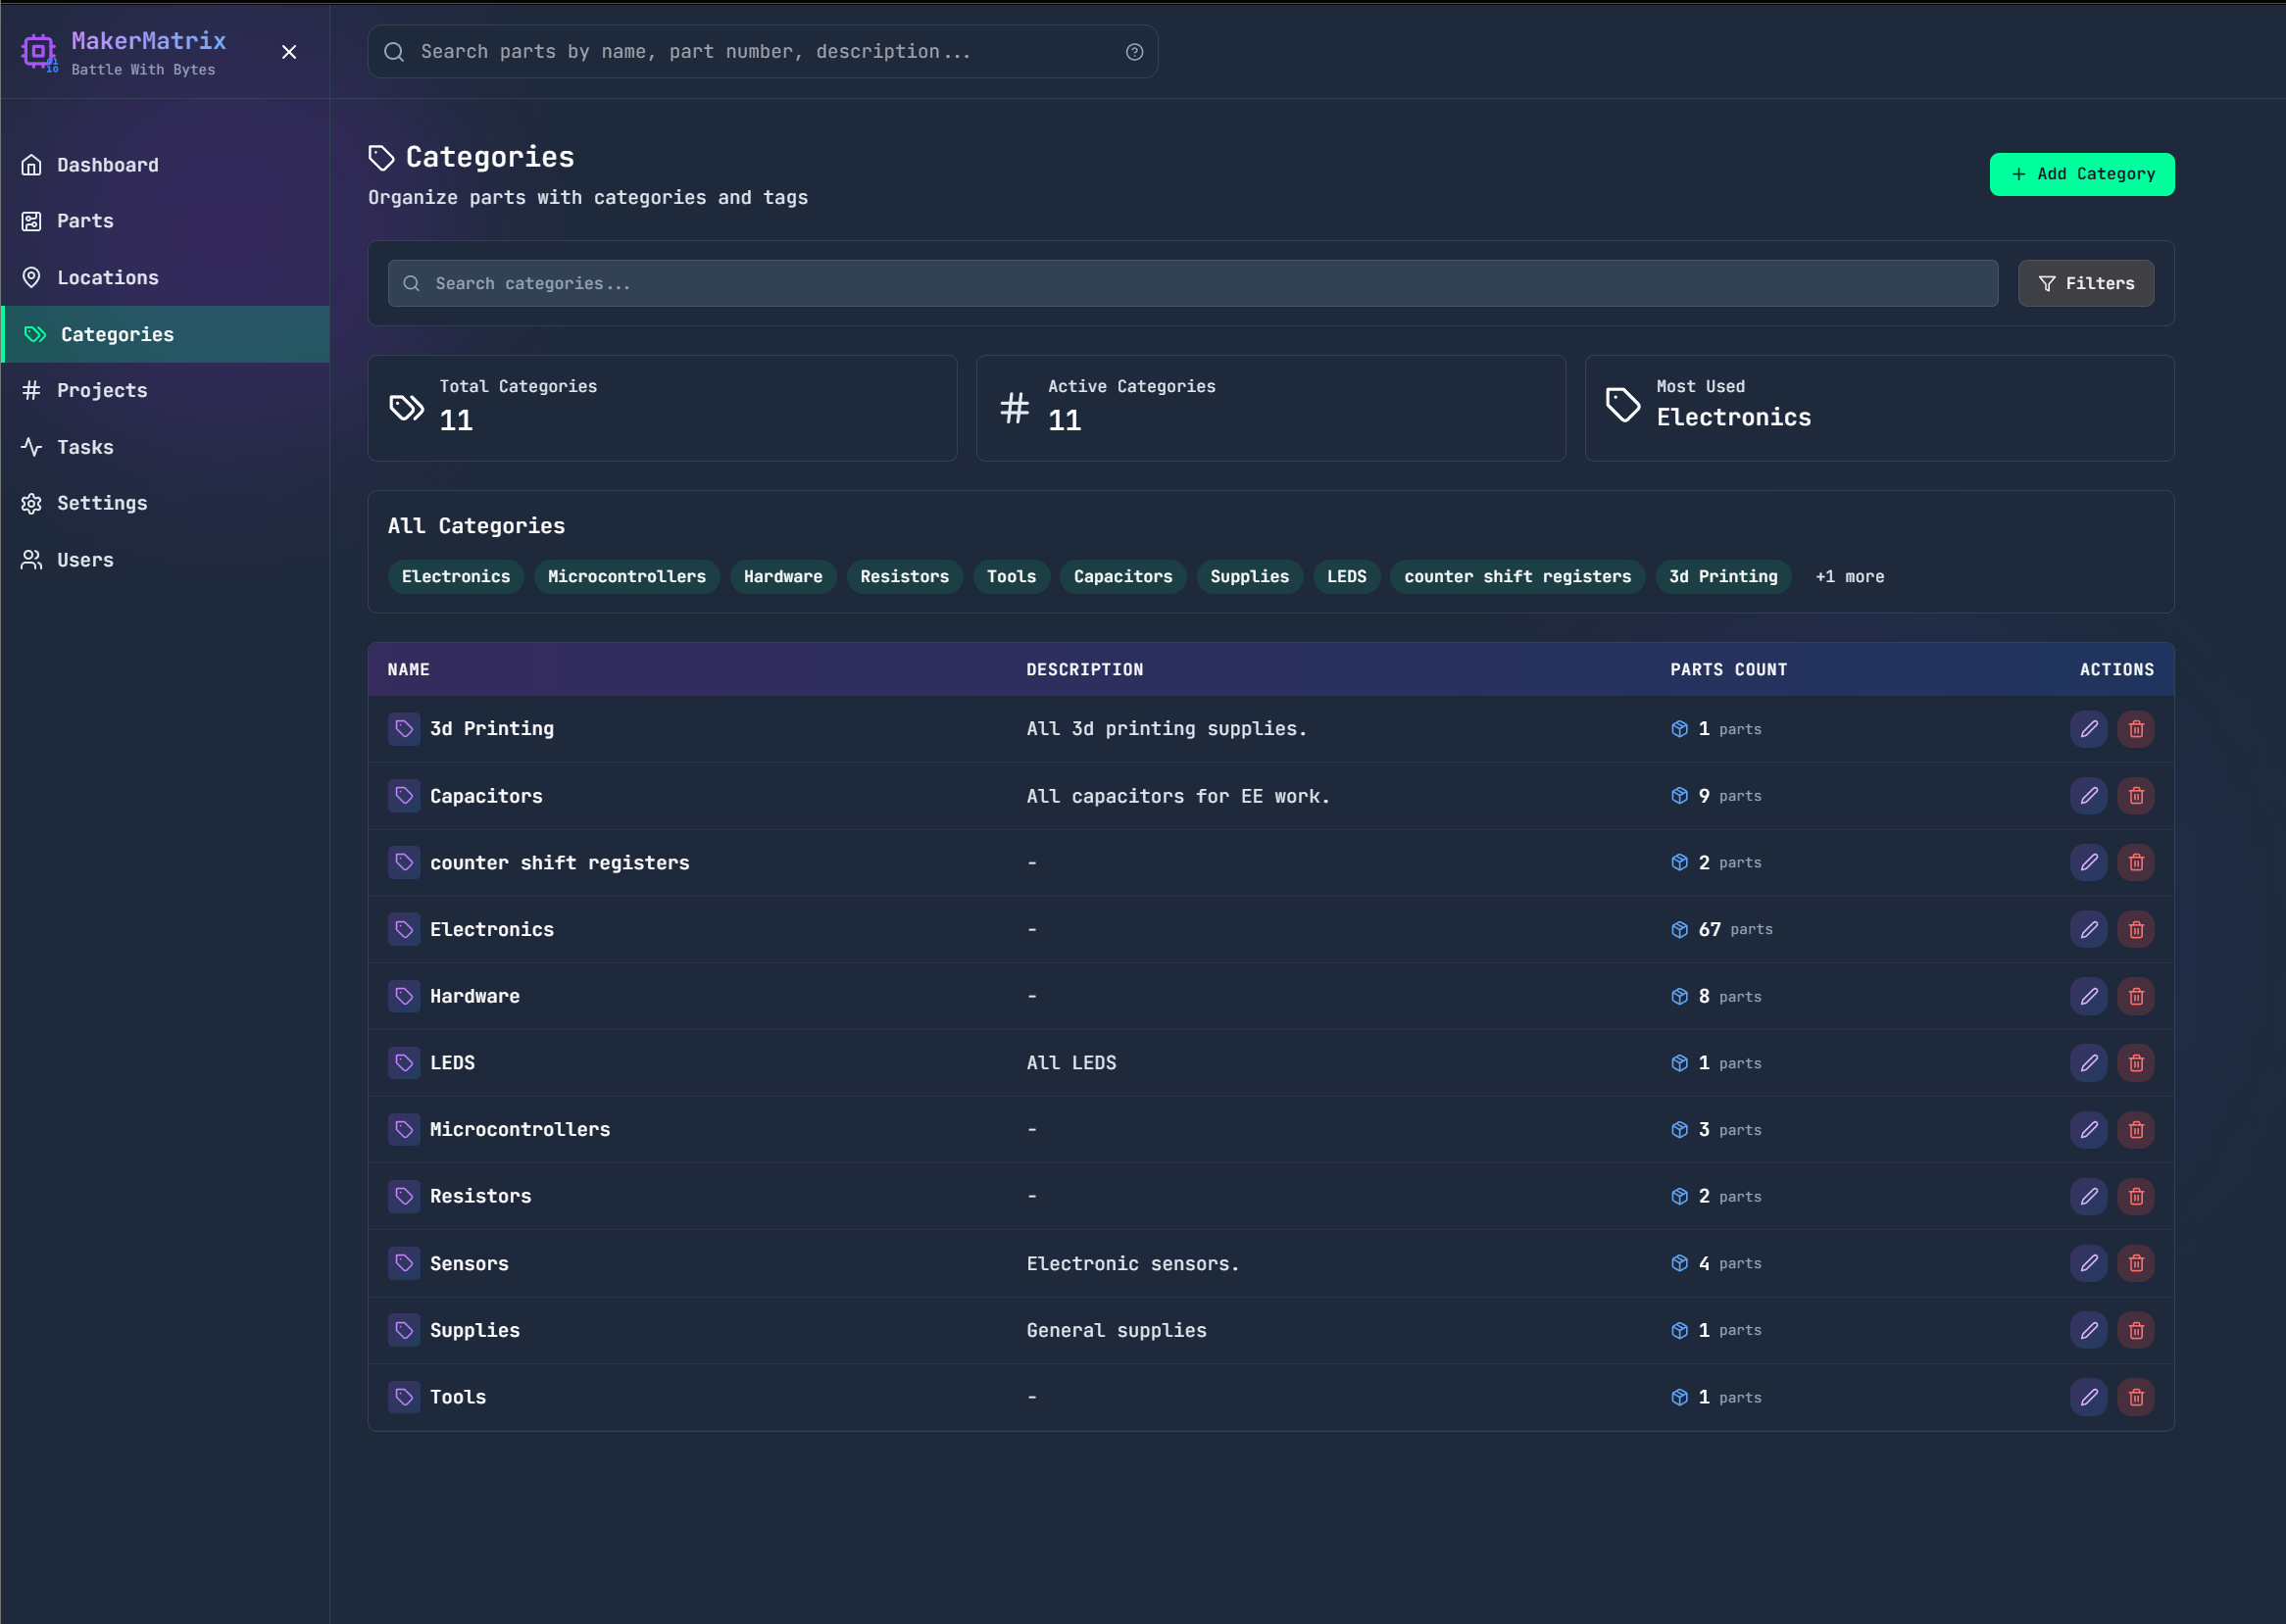 MakerMatrix
Battle With Bytes
Search parts by name, part number, description...
Dashboard
Parts
Locations
Categories
Projects
Tasks
Settings
Users
Categories
Organize parts with categories and tags
+ Add Category
Search categories...
Filters
Total Categories
11
Active Categories
11
Most Used
Electronics
All Categories
Electronics Microcontrollers Hardware Resistors Tools Capacitors Supplies LEDS counter shift registers 3d Printing +1 more
NAME DESCRIPTION PARTS COUNT ACTIONS
3d Printing All 3d printing supplies. 1 parts
Capacitors All capacitors for EE work. 9 parts
counter shift registers - 2 parts
Electronics - 67 parts
Hardware - 8 parts
LEDS All LEDS 1 parts
Microcontrollers - 3 parts
Resistors - 2 parts
Sensors Electronic sensors. 4 parts
Supplies General supplies 1 parts
Tools - 1 parts